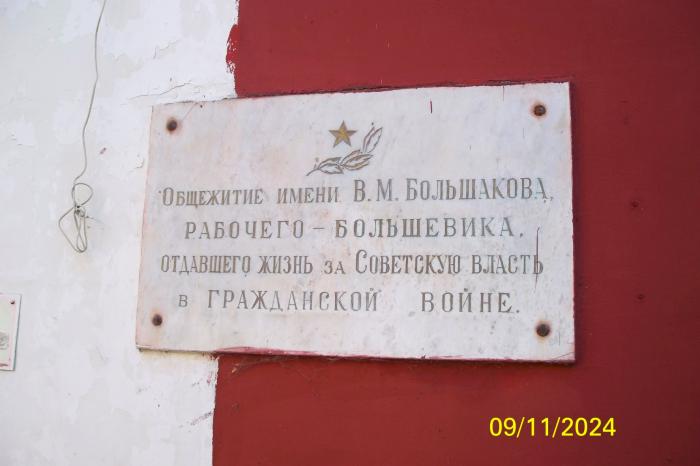 Общежитие имени В.М. Большакова,
рабочего - большевика,
отдавшего жизнь за Советскую власть
в гражданской войне.
09/11/2024